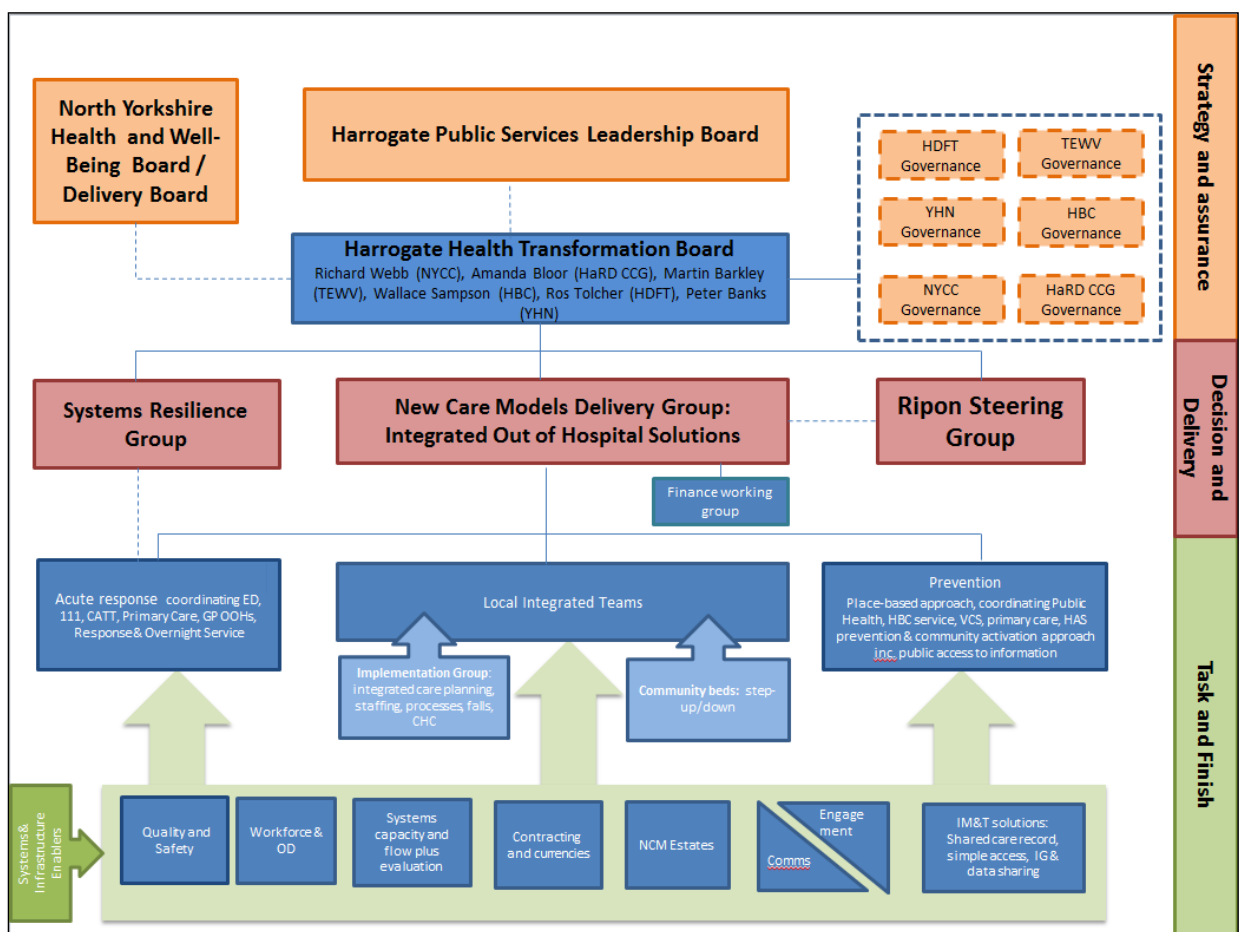 North Yorkshire
Health and Well-
Being Board /
Delivery Board
Harrogate Public Services Leadership Board
HDFT
Governance
TEWV
Governance
YHN
Governance
HBC
Governance
NYCC
Governance
HaRD CCG
Governance
Strategy and assurance
Harrogate Health Transformation Board
Richard Webb (NYCC), Amanda Bloor (HaRD CCG), Martin Barkley
(TEWV), Wallace Sampson (HBC), Ros Tolcher (HDFT), Peter Banks
(YHN)
Systems Resilience
Group
New Care Models Delivery Group:
Integrated Out of Hospital Solutions
Ripon Steering
Group
Decision and
Delivery
Finance working
group
Acute response coordinating ED,
111, CATT, Primary Care, GP OOHs,
Response & Overnight Service
Local Integrated Teams
Prevention
Place-based approach, coordinating Public
Health, HBC service, VCS, primary care, HAS
prevention & community activation approach
inc. public access to information
Implementation Group:
integrated care planning,
staffing, processes, falls,
CHC
Community beds: step-
up/down
Task and Finish
Systems &
Infrastructure
Enablers
Quality and
Safety
Workforce &
OD
Systems
capacity and
flow plus
evaluation
Contracting
and currencies
NCM Estates
Comms
Engage
ment
IM&T solutions:
Shared care record,
simple access, IG &
data sharing